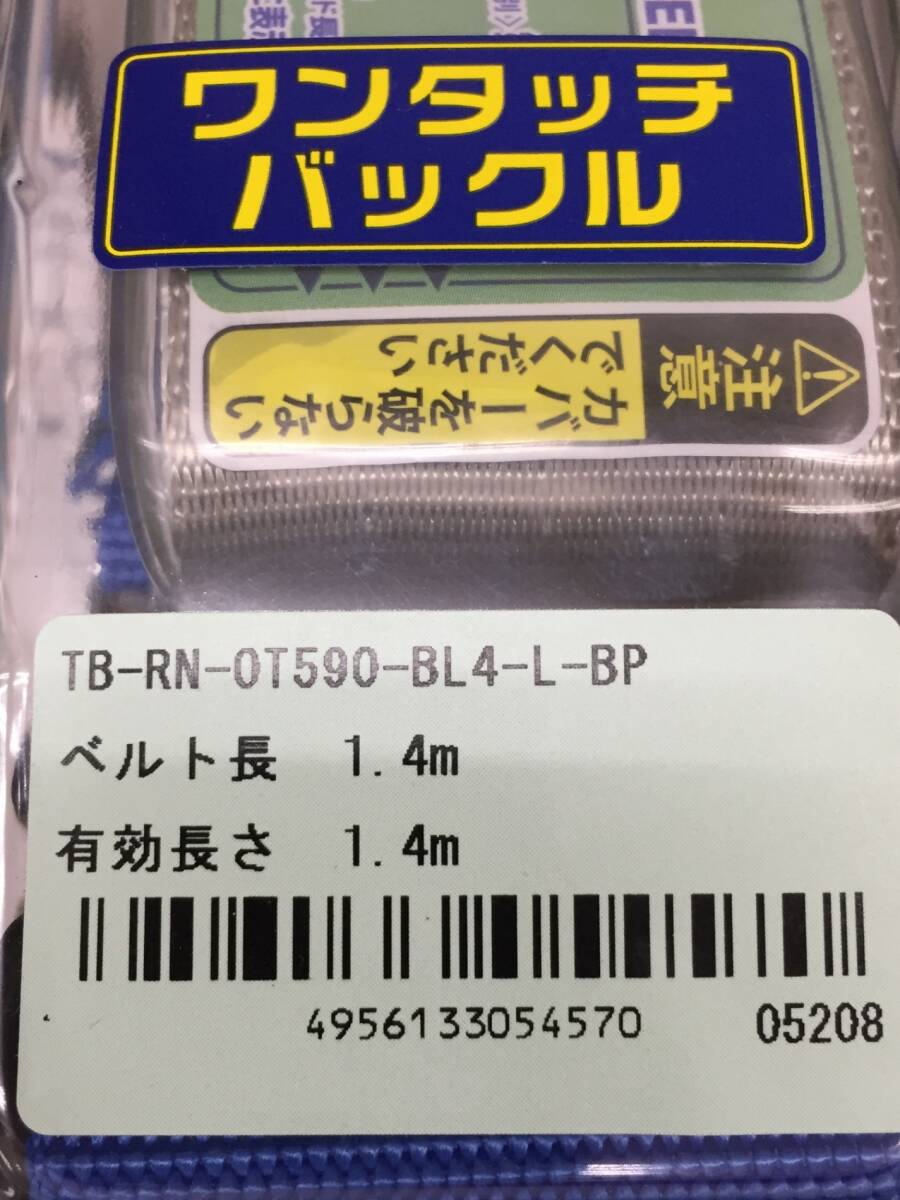 ワンタッチ
バックル
注意
カバーを破らない
でください
TB-RN-OT590-BL4-L-BP
ベルト長 1.4m
有効長さ 1.4m
4956133054570 05208